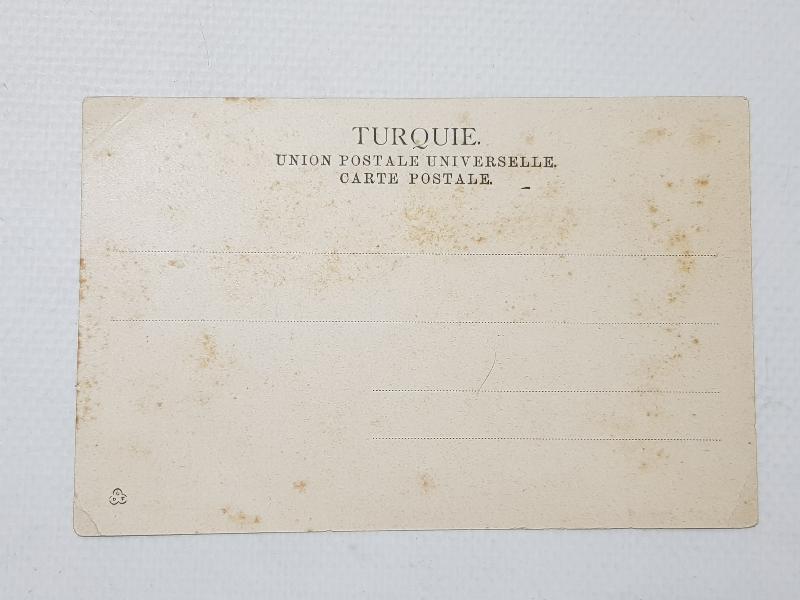 TURQUIE.
UNION POSTALE UNIVERSELLE.
CARTE POSTALE.